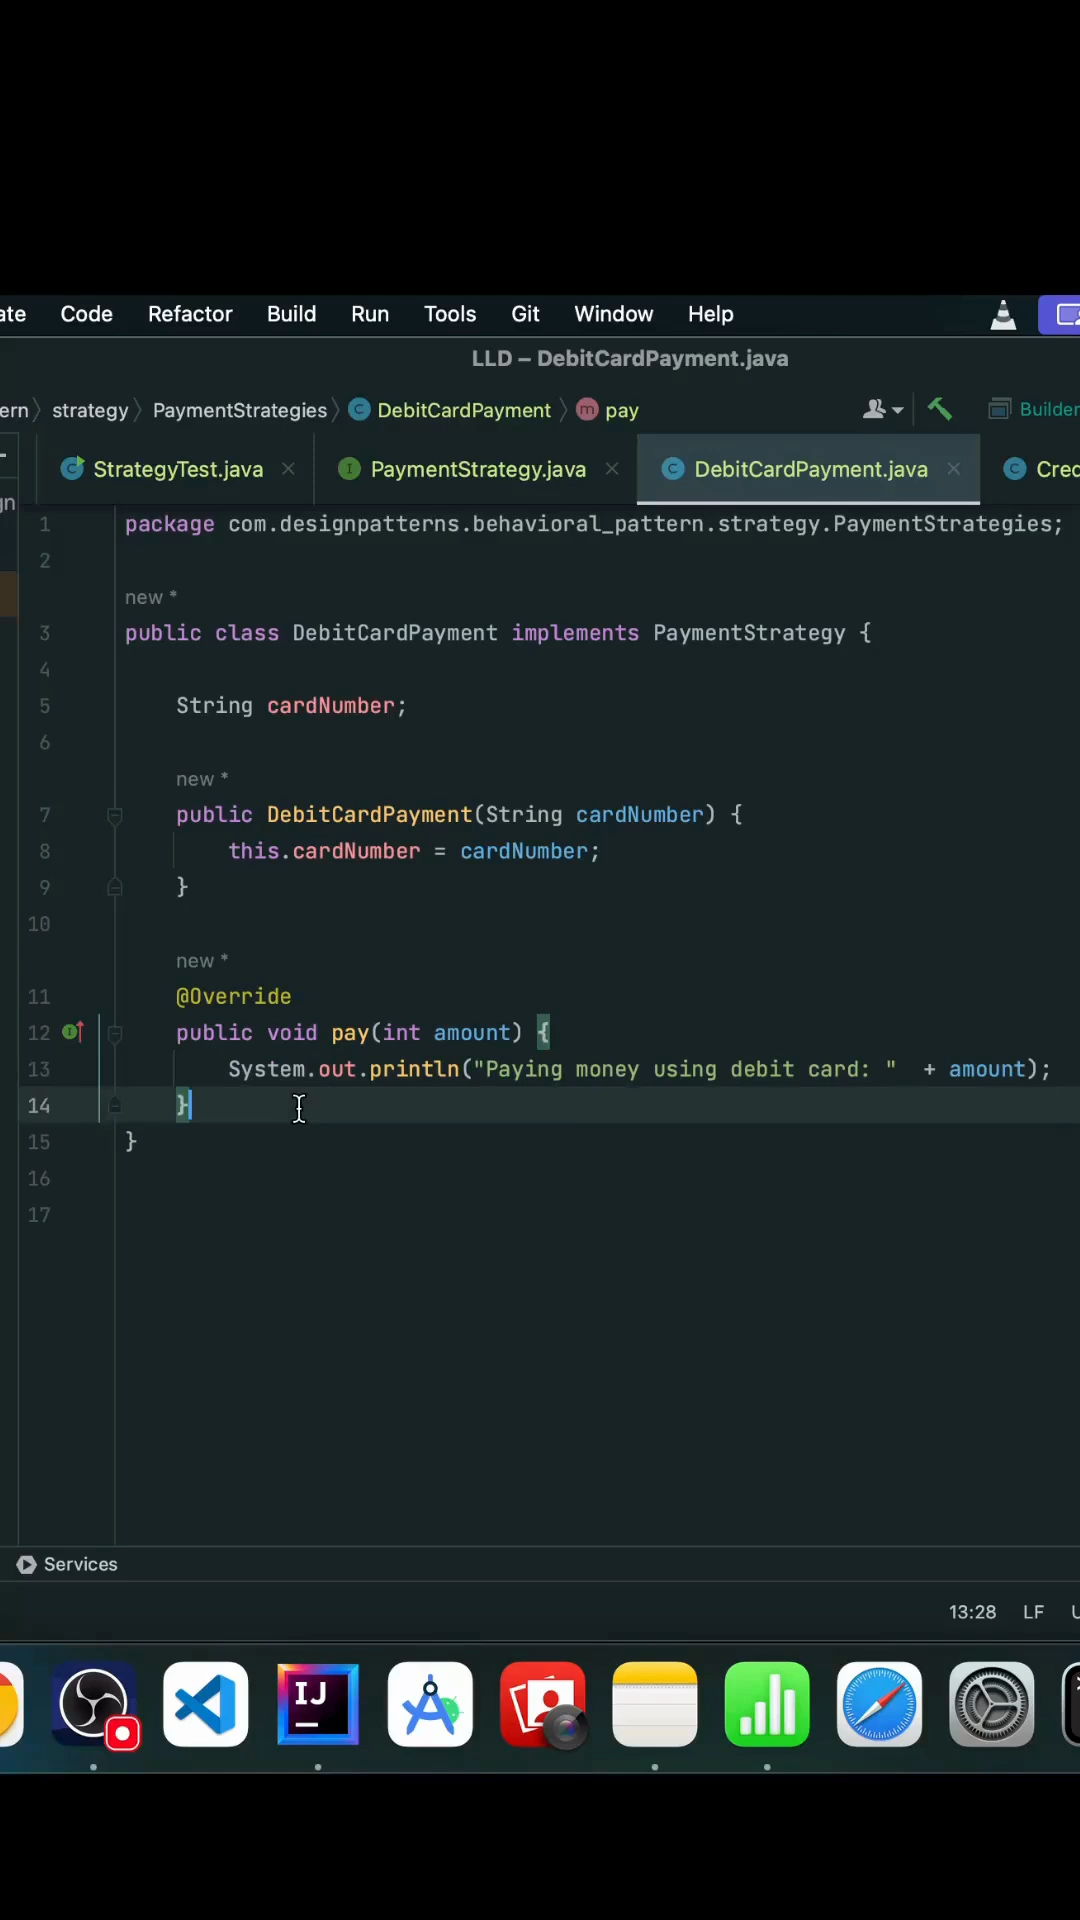 ate Code Refactor Build Run Tools Git Window Help
LLD – DebitCardPayment.java
ern strategy PaymentStrategies C DebitCardPayment m pay Builder
C StrategyTest.java I PaymentStrategy.java C DebitCardPayment.java C Cred
gn
1 package com.designpatterns.behavioral_pattern.strategy.PaymentStrategies;
2
new *
3 public class DebitCardPayment implements PaymentStrategy {
4
5 String cardNumber;
6
new *
7 public DebitCardPayment(String cardNumber) {
8 this.cardNumber = cardNumber;
9 }
10
new *
11 @Override
12 public void pay(int amount) {
13 System.out.println("Paying money using debit card: " + amount);
14 }
15 }
16
17
Services
13:28 LF U
IJ